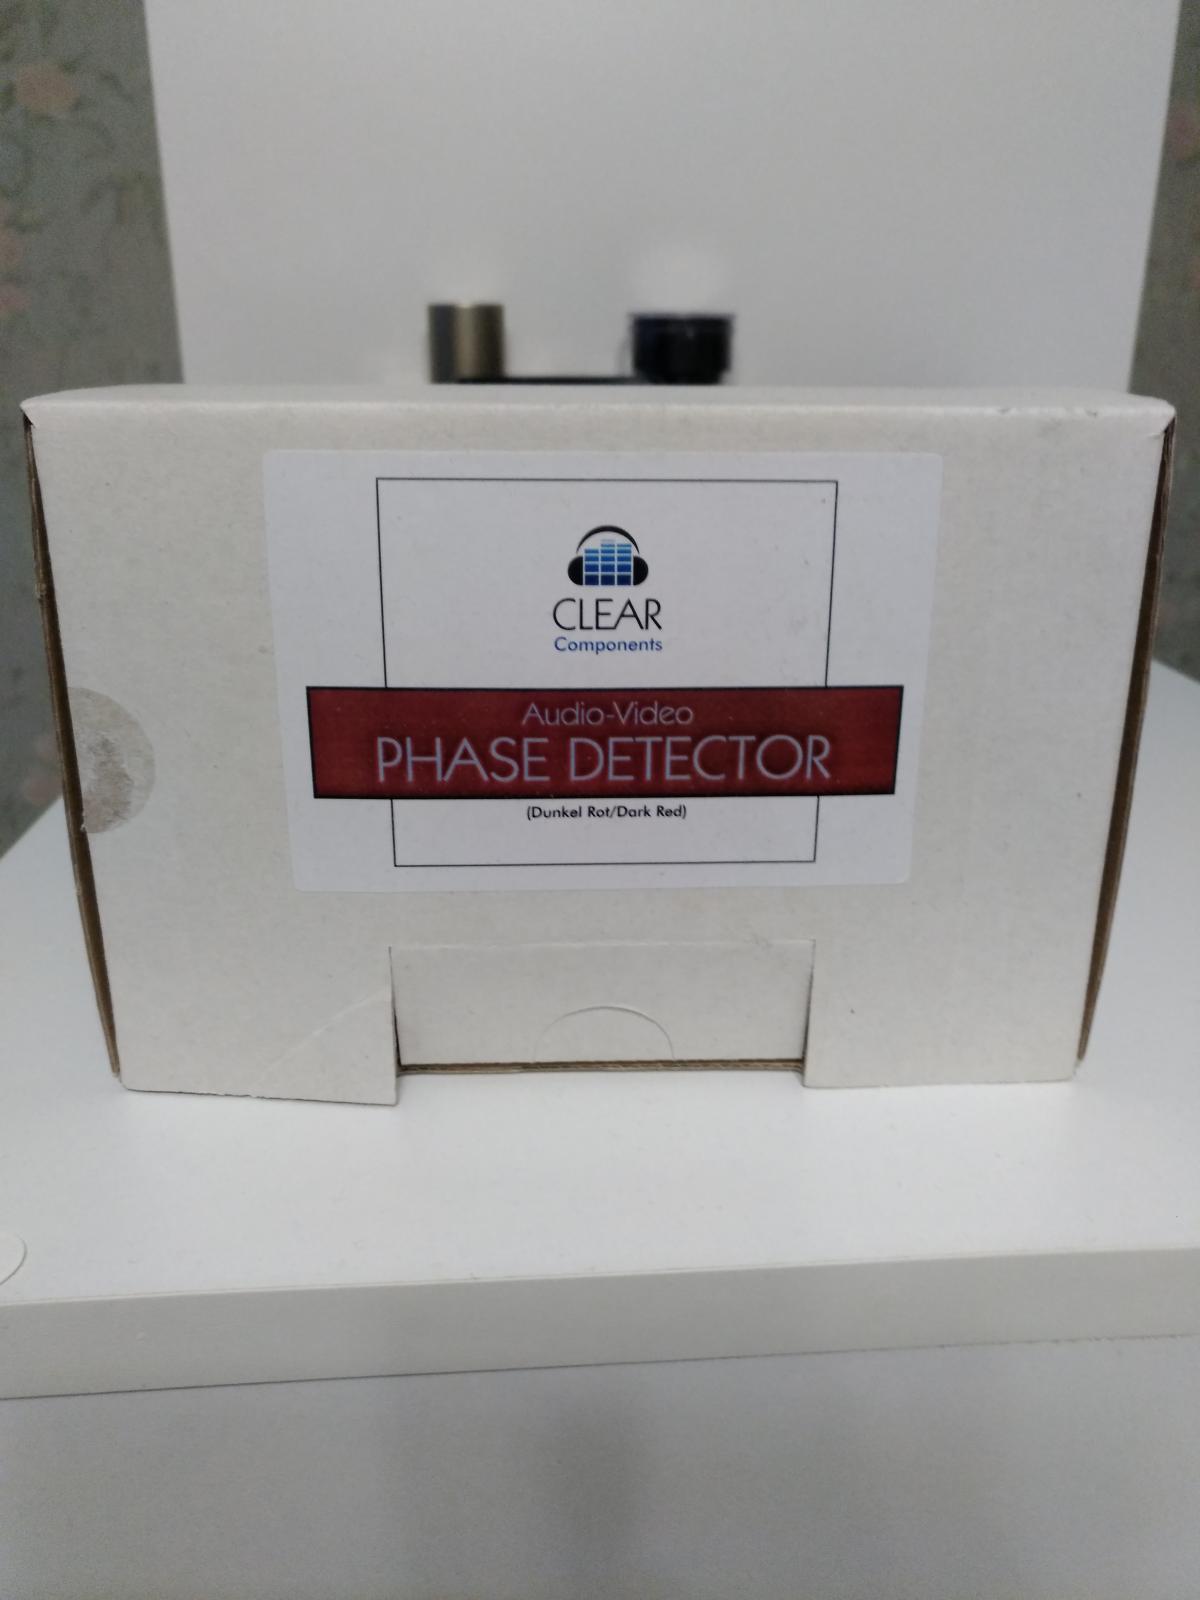 CLEAR
Components
Audio-Video
PHASE DETECTOR
(Dunkel Rot/Dark Red)